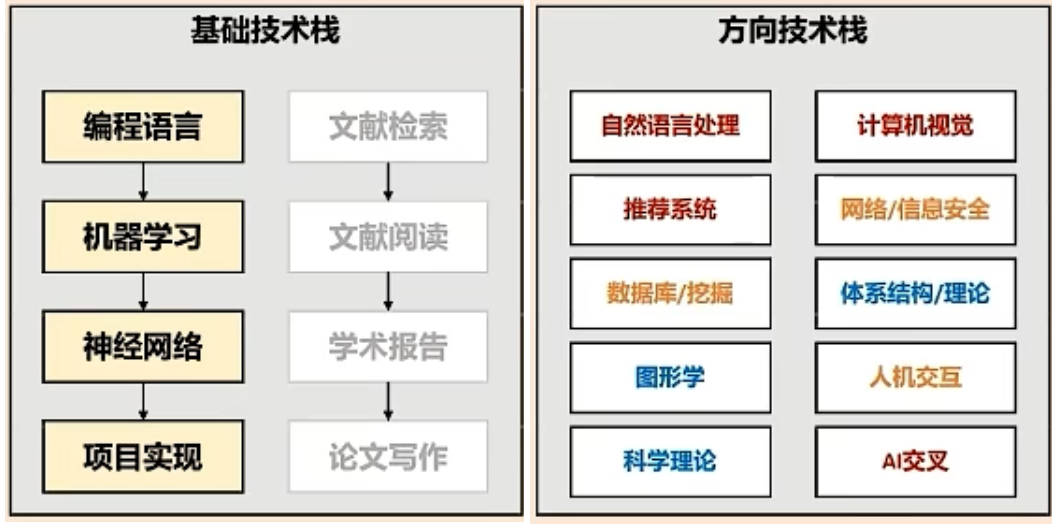 基础技术栈
编程语言
机器学习
神经网络
项目实现
文献检索
文献阅读
学术报告
论文写作
方向技术栈
自然语言处理
计算机视觉
推荐系统
网络/信息安全
数据库/挖掘
体系结构/理论
图形学
人机交互
科学理论
AI交叉